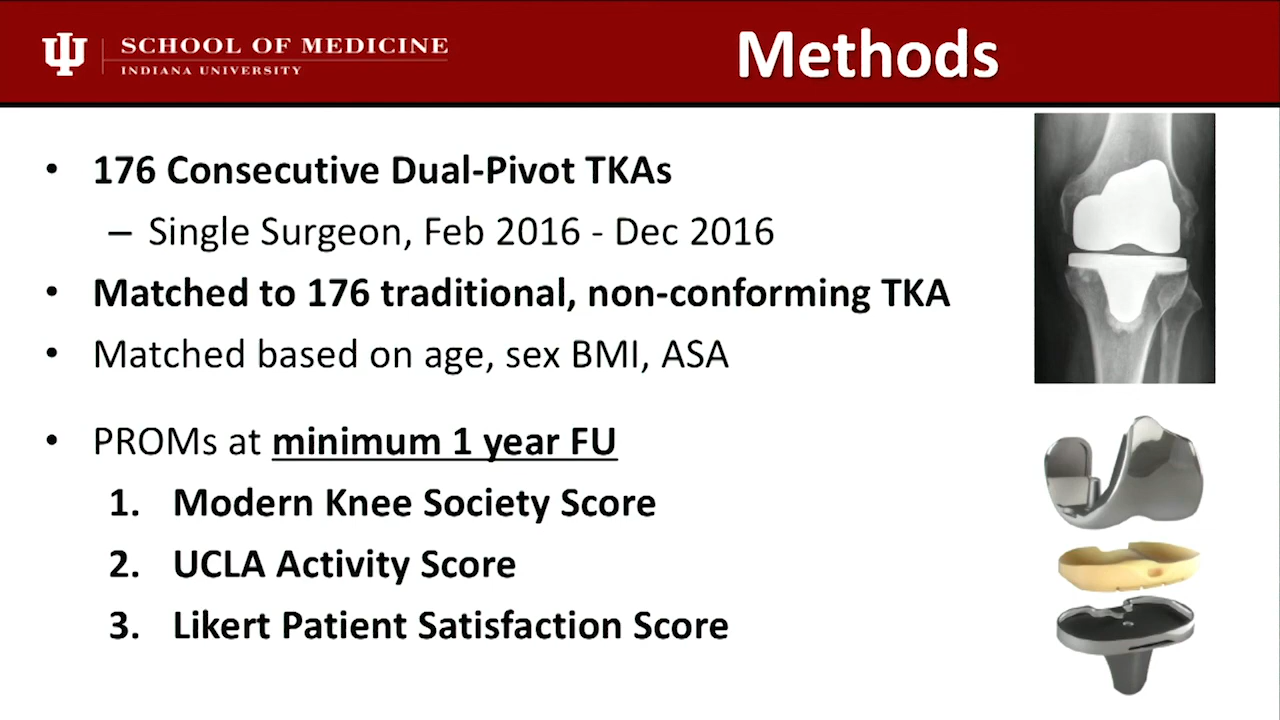 SCHOOL OF MEDICINE
INDIANA UNIVERSITY
Methods
• 176 Consecutive Dual-Pivot TKAs
– Single Surgeon, Feb 2016 - Dec 2016
• Matched to 176 traditional, non-conforming TKA
• Matched based on age, sex BMI, ASA
• PROMs at minimum 1 year FU
1. Modern Knee Society Score
2. UCLA Activity Score
3. Likert Patient Satisfaction Score